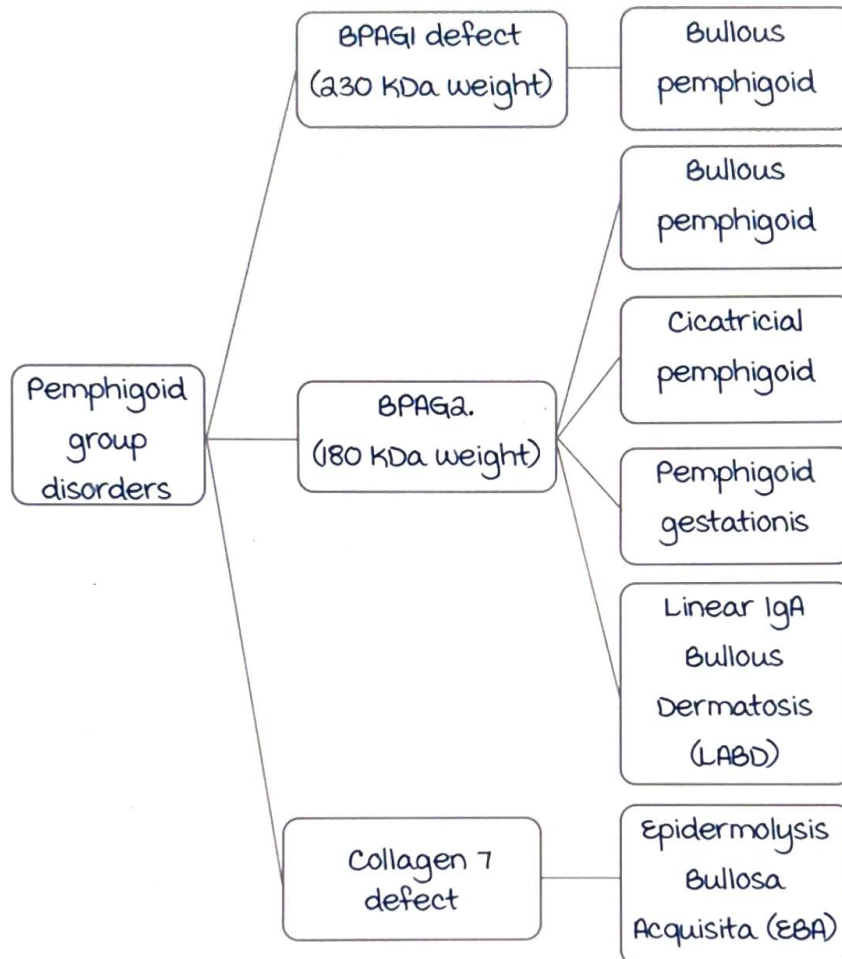 BPAG1 defect
(230 KDa weight)
Bullous
pemphigoid
Bullous
pemphigoid
Cicatricial
pemphigoid
Pemphigoid
group
disorders
BPAG2.
(180 KDa weight)
Pemphigoid
gestationis
Linear IgA
Bullous
Dermatosis
(LABD)
Collagen 7
defect
Epidermolysis
Bullosa
Acquisita (EBA)